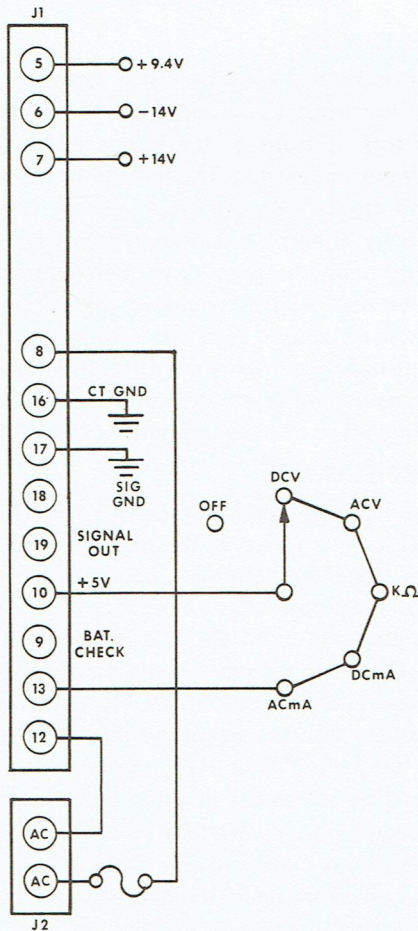 J1
5 +9.4V
6 -14V
7 +14V
8
16 CT GND
17
SIG
GND
18
OFF
DCV
ACV
19 SIGNAL
OUT
10 +5V
KΩ
9 BAT.
CHECK
DCmA
13
ACmA
12
AC
AC
J2